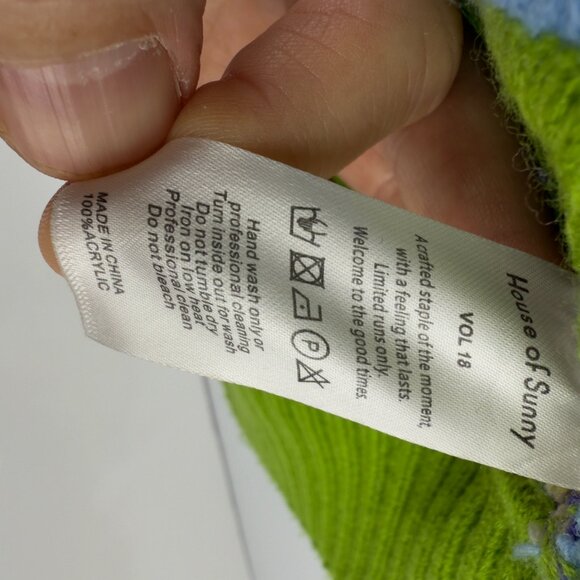 House of Sunny
VOL 18
A crafted staple of the moment,
with a feeling that lasts.
Limited runs only.
Welcome to the good times.
P
Hand wash only or
professional cleaning
Turn inside out for wash
Do not tumble dry
Iron on low heat
Professional clean
Do not bleach
MADE IN CHINA
100%ACRYLIC